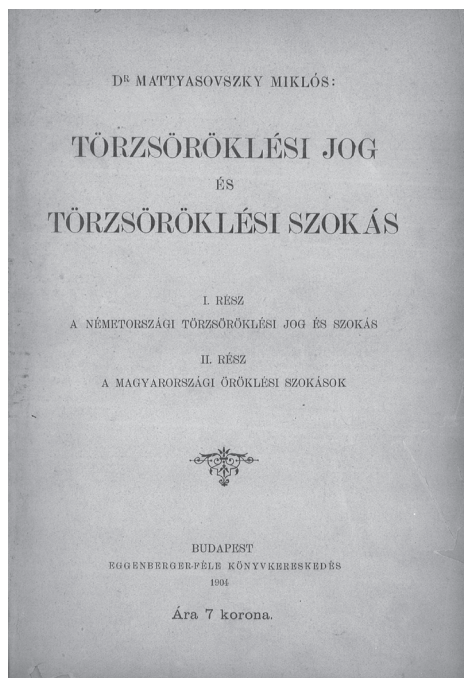 DR MATTYASOVSZKY MIKLÓS:
TÖRZSÖRÖKLÉSI JOG
ÉS
TÖRZSÖRÖKLÉSI SZOKÁS
I. RÉSZ
A NÉMETORSZÁGI TÖRZSÖRÖKLÉSI JOG ÉS SZOKÁS
II. RÉSZ
A MAGYARORSZÁGI ÖRÖKLÉSI SZOKÁSOK
BUDAPEST
EGGENBERGER-FÉLE KÖNYVKERESKEDÉS
1904
Ára 7 korona.